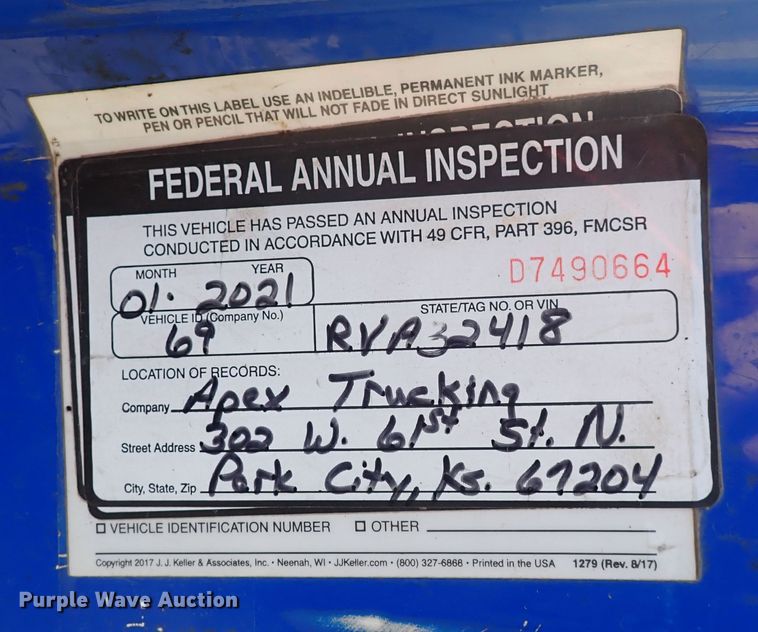 TO WRITE ON THIS LABEL USE AN INDELIBLE, PERMANENT INK MARKER,
PEN OR PENCIL THAT WILL NOT FADE IN DIRECT SUNLIGHT
INSPECTION
FEDERAL ANNUAL INSPECTION
THIS VEHICLE HAS PASSED AN ANNUAL INSPECTION
CONDUCTED IN ACCORDANCE WITH 49 CFR, PART 396, FMCSR
D7490664
MONTH YEAR
01. 2021
VEHICLE ID (Company No.) STATE/TAG NO. OR VIN
69 RVA32418
LOCATION OF RECORDS:
Company Apex Trucking
Street Address 302 W. 61st St. N.
City, State, Zip Park City, Ks. 67204
☐ VEHICLE IDENTIFICATION NUMBER ☐ OTHER
Copyright 2017 J. J. Keller & Associates, Inc. • Neenah, WI • JJKeller.com • (800) 327-6868 • Printed in the USA 1279 (Rev. 8/17)
Purple Wave Auction